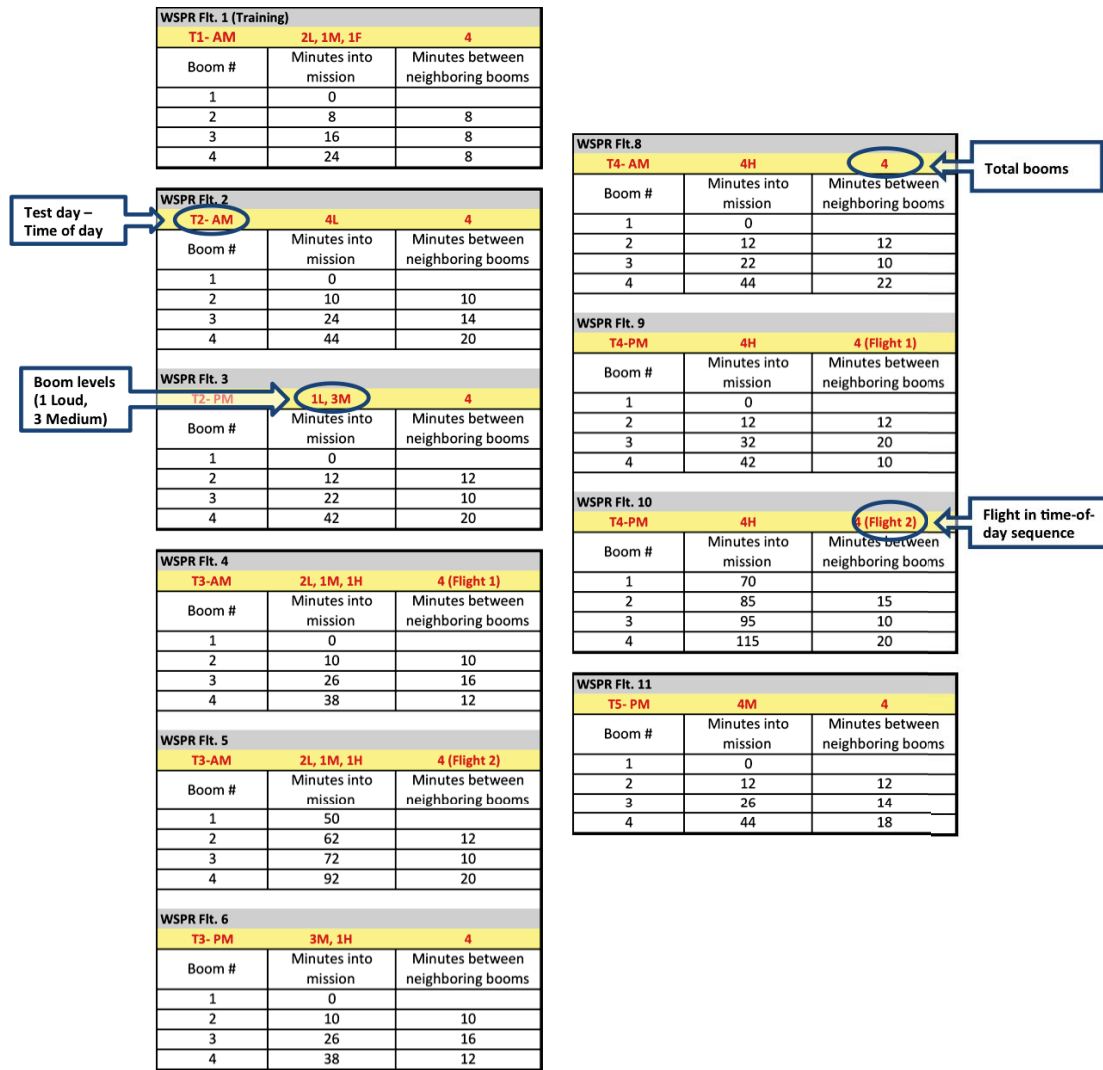 WSPR Flt. 1 (Training)
T1- AM 2L, 1M, 1F 4
Boom # Minutes into mission Minutes between neighboring booms
1 0
2 8 8
3 16 8
4 24 8
Test day –
Time of day
WSPR Flt. 2
T2- AM 4L 4
Boom # Minutes into mission Minutes between neighboring booms
1 0
2 10 10
3 24 14
4 44 20
Boom levels
(1 Loud,
3 Medium)
WSPR Flt. 3
T2- PM 1L, 3M 4
Boom # Minutes into mission Minutes between neighboring booms
1 0
2 12 12
3 22 10
4 42 20
WSPR Flt. 4
T3-AM 2L, 1M, 1H 4 (Flight 1)
Boom # Minutes into mission Minutes between neighboring booms
1 0
2 10 10
3 26 16
4 38 12
WSPR Flt. 5
T3-AM 2L, 1M, 1H 4 (Flight 2)
Boom # Minutes into mission Minutes between neighboring booms
1 50
2 62 12
3 72 10
4 92 20
WSPR Flt. 6
T3- PM 3M, 1H 4
Boom # Minutes into mission Minutes between neighboring booms
1 0
2 10 10
3 26 16
4 38 12
WSPR Flt.8
T4- AM 4H 4
Total booms
Boom # Minutes into mission Minutes between neighboring booms
1 0
2 12 12
3 22 10
4 44 22
WSPR Flt. 9
T4-PM 4H 4 (Flight 1)
Boom # Minutes into mission Minutes between neighboring booms
1 0
2 12 12
3 32 20
4 42 10
WSPR Flt. 10
T4-PM 4H 4 (Flight 2)
Flight in time-of-
day sequence
Boom # Minutes into mission Minutes between neighboring booms
1 70
2 85 15
3 95 10
4 115 20
WSPR Flt. 11
T5- PM 4M 4
Boom # Minutes into mission Minutes between neighboring booms
1 0
2 12 12
3 26 14
4 44 18